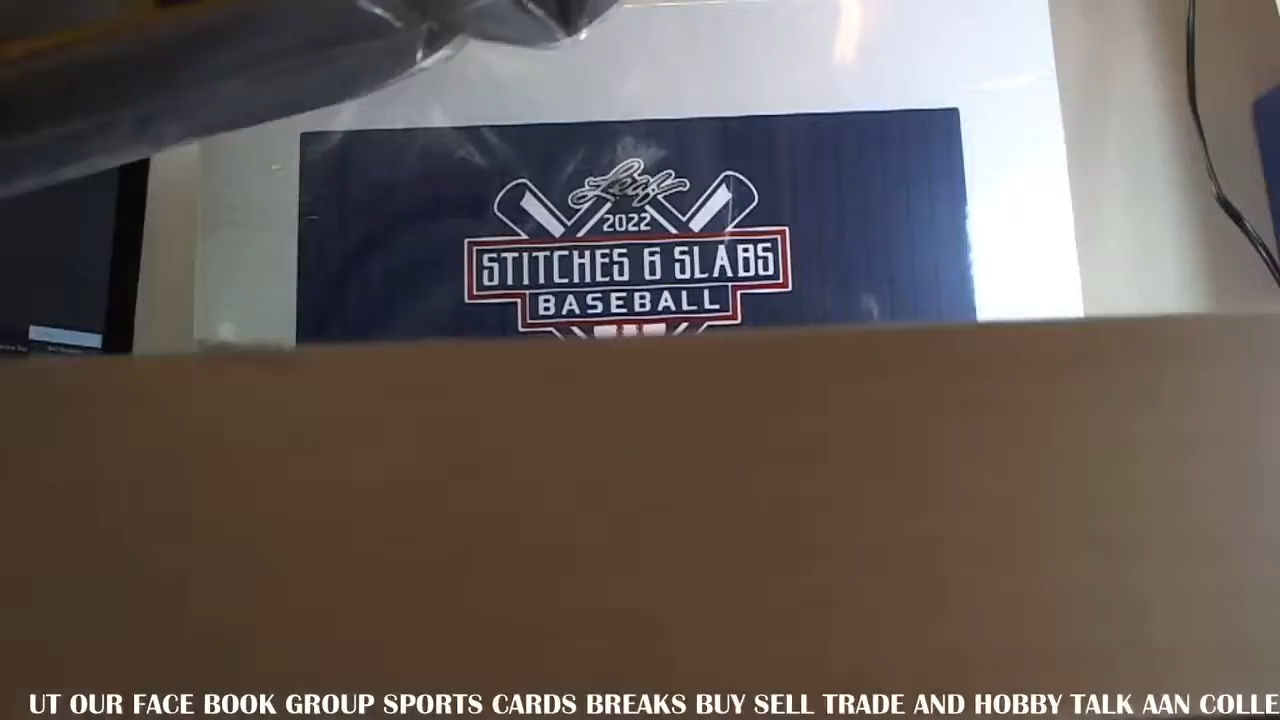 Leaf
2022
STITCHES & SLABS
BASEBALL
UT OUR FACE BOOK GROUP SPORTS CARDS BREAKS BUY SELL TRADE AND HOBBY TALK AAN COLLE